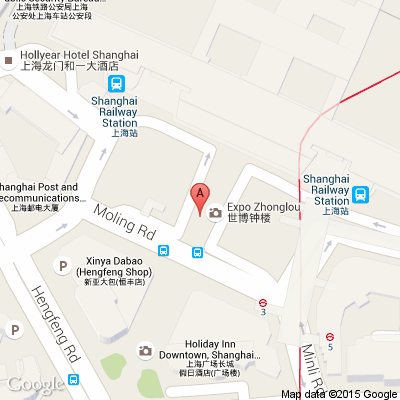 上海铁路公安局上海
公安处上海车站公安段
Hollyear Hotel Shanghai
上海龙门和一大酒店
Shanghai
Railway
Station
上海站
Shanghai
Railway
Station
上海站
A
Expo Zhonglou
世博钟楼
Shanghai Post and
Telecommunications...
上海邮电大厦
Moling Rd
P
Xinya Dabao
(Hengfeng Shop)
新亚大包(恒丰店)
Hengfeng Rd
3
5
P
Holiday Inn
Downtown, Shanghai...
上海广场长城
假日酒店(广场楼)
Minli Rd
Google
Map data ©2015 Google